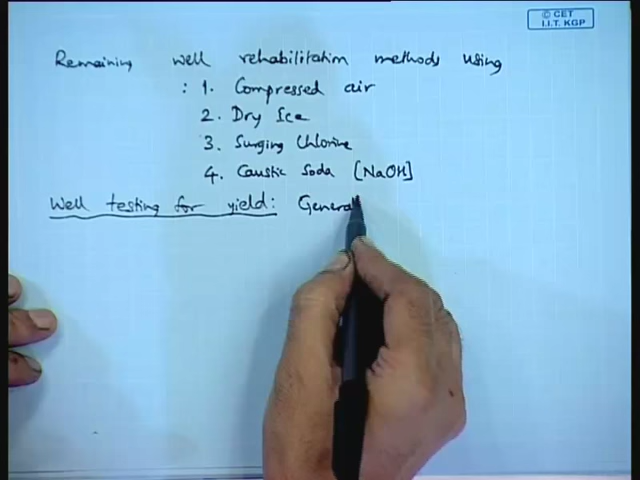 © CET
I.I.T. KGP
Remaining well rehabilitation methods using
: 1. Compressed air
2. Dry Ice
3. Surging Chlorine
4. Caustic Soda [NaOH]
Well testing for yield: General